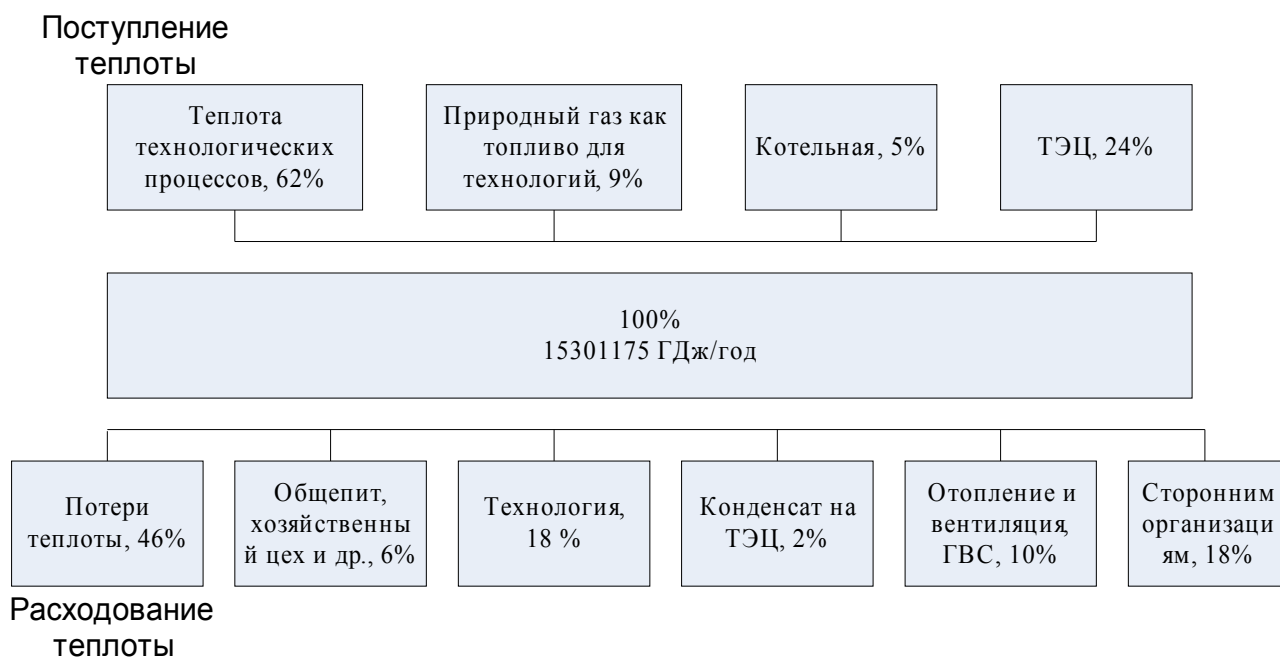 Поступление
теплоты
Теплота
технологических
процессов, 62%
Природный газ как
топливо для
технологий, 9%
Котельная, 5%
ТЭЦ, 24%
100%
15301175 ГДж/год
Потери
теплоты, 46%
Общепит,
хозяйственны
й цех и др., 6%
Технология,
18 %
Конденсат на
ТЭЦ, 2%
Отопление и
вентиляция,
ГВС, 10%
Сторонним
организаци
ям, 18%
Расходование
теплоты